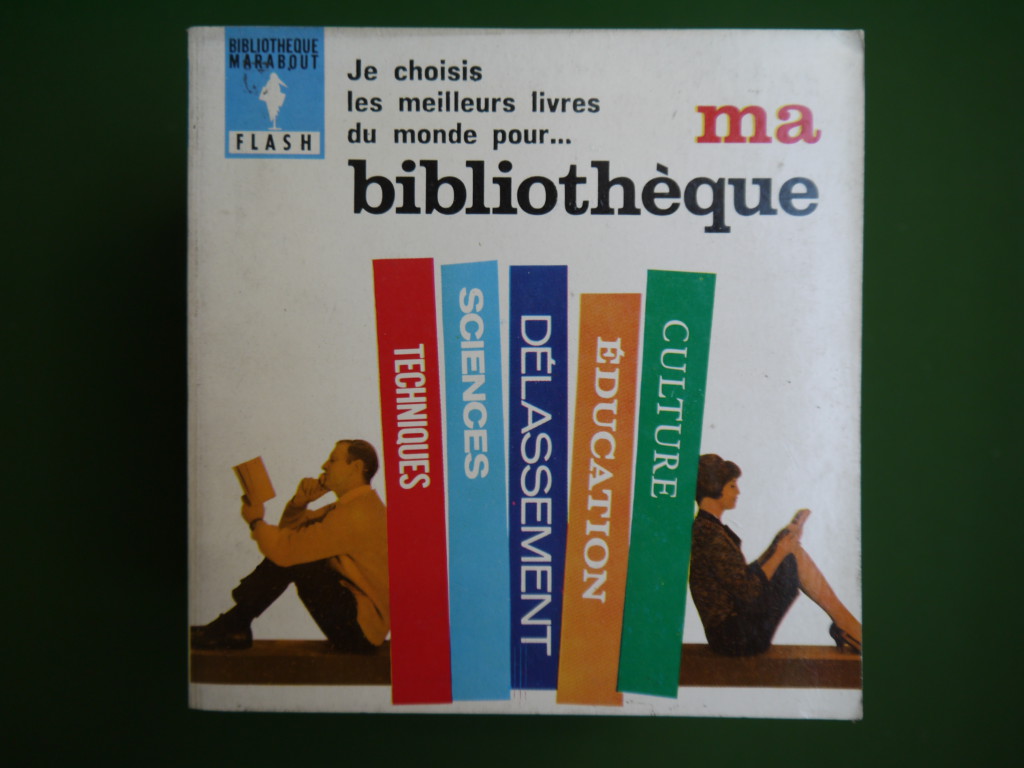 BIBLIOTHEQUE
MARABOUT
FLASH
Je choisis
les meilleurs livres
du monde pour...
ma
bibliothèque
TECHNIQUES
SCIENCES
DÉLASSEMENT
ÉDUCATION
CULTURE